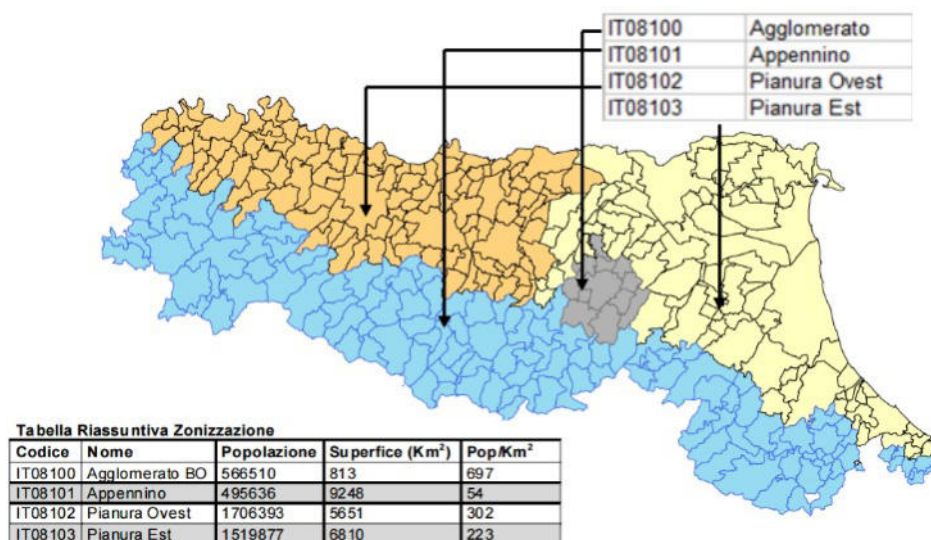 IT08100 Agglomerato
IT08101 Appennino
IT08102 Pianura Ovest
IT08103 Pianura Est
Tabella Riassuntiva Zonizzazione
Codice Nome Popolazione Superfice (Km²) Pop/Km²
IT08100 Agglomerato BO 566510 813 697
IT08101 Appennino 495636 9248 54
IT08102 Pianura Ovest 1706393 5651 302
IT08103 Pianura Est 1519877 6810 223